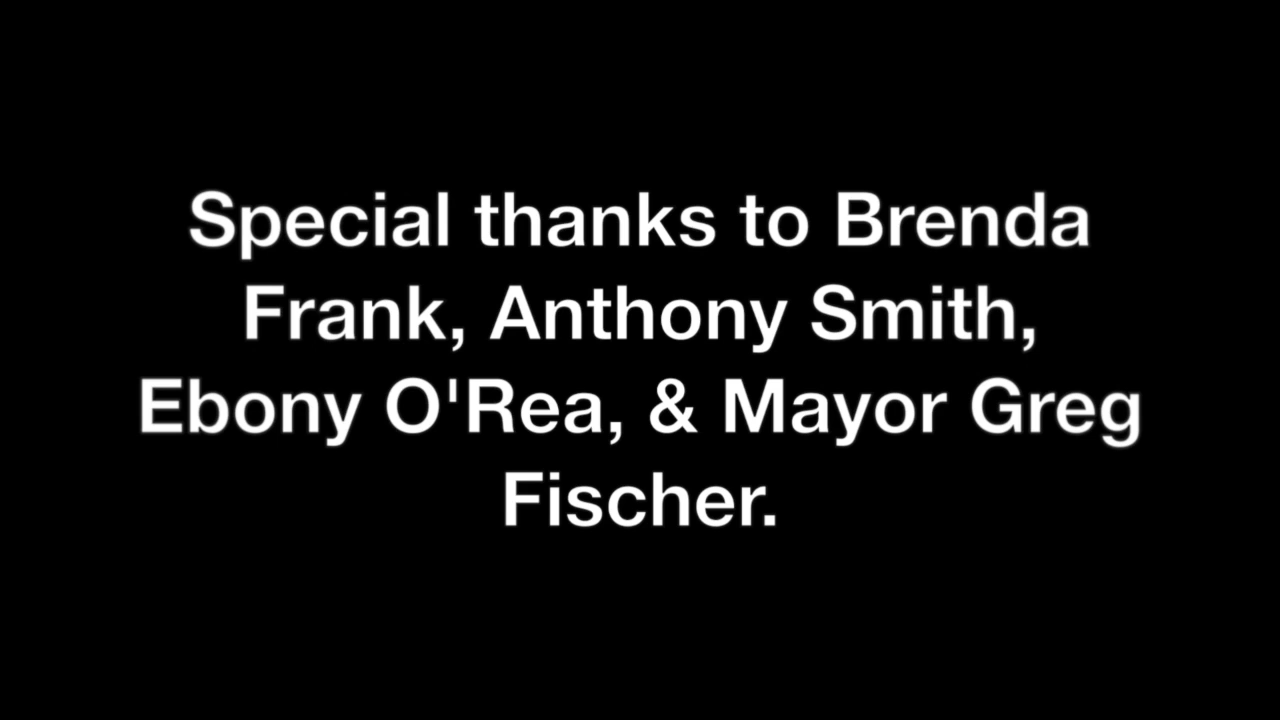 Special thanks to Brenda
Frank, Anthony Smith,
Ebony O'Rea, & Mayor Greg
Fischer.